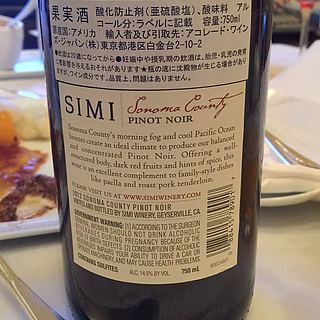 果実酒 酸化防止剤(亜硫酸塩)、酸味料 アル
コール分:ラベルに記載 容量:750ml
原産国:アメリカ 輸入者及び引取先:アコレード・ワイン
ズ・ジャパン(株)東京都港区白金台2-10-2
SIMI Sonoma County
PINOT NOIR
Sonoma County's morning fog and cool Pacific Ocean
breezes create an ideal climate to produce our balanced
and concentrated Pinot Noir. Offering a well-
structured body, dark red fruits and hints of spice, this
wine is an excellent complement to family-style dishes
like paella and roast pork tenderloin.
PLEASE VISIT US AT WWW.SIMIWINERY.COM
2013 SONOMA COUNTY PINOT NOIR
VINTED AND BOTTLED BY SIMI WINERY, GEYSERVILLE, CA.
GOVERNMENT WARNING: (1) ACCORDING TO THE SURGEON
GENERAL, WOMEN SHOULD NOT DRINK ALCOHOLIC
BEVERAGES DURING PREGNANCY BECAUSE OF THE
RISK OF BIRTH DEFECTS. (2) CONSUMPTION OF ALCOHOLIC
BEVERAGES IMPAIRS YOUR ABILITY TO DRIVE A CAR OR
OPERATE MACHINERY, AND MAY CAUSE HEALTH PROBLEMS.
CONTAINS SULFITES
ALC. 14.5% BY VOL. 750 mL